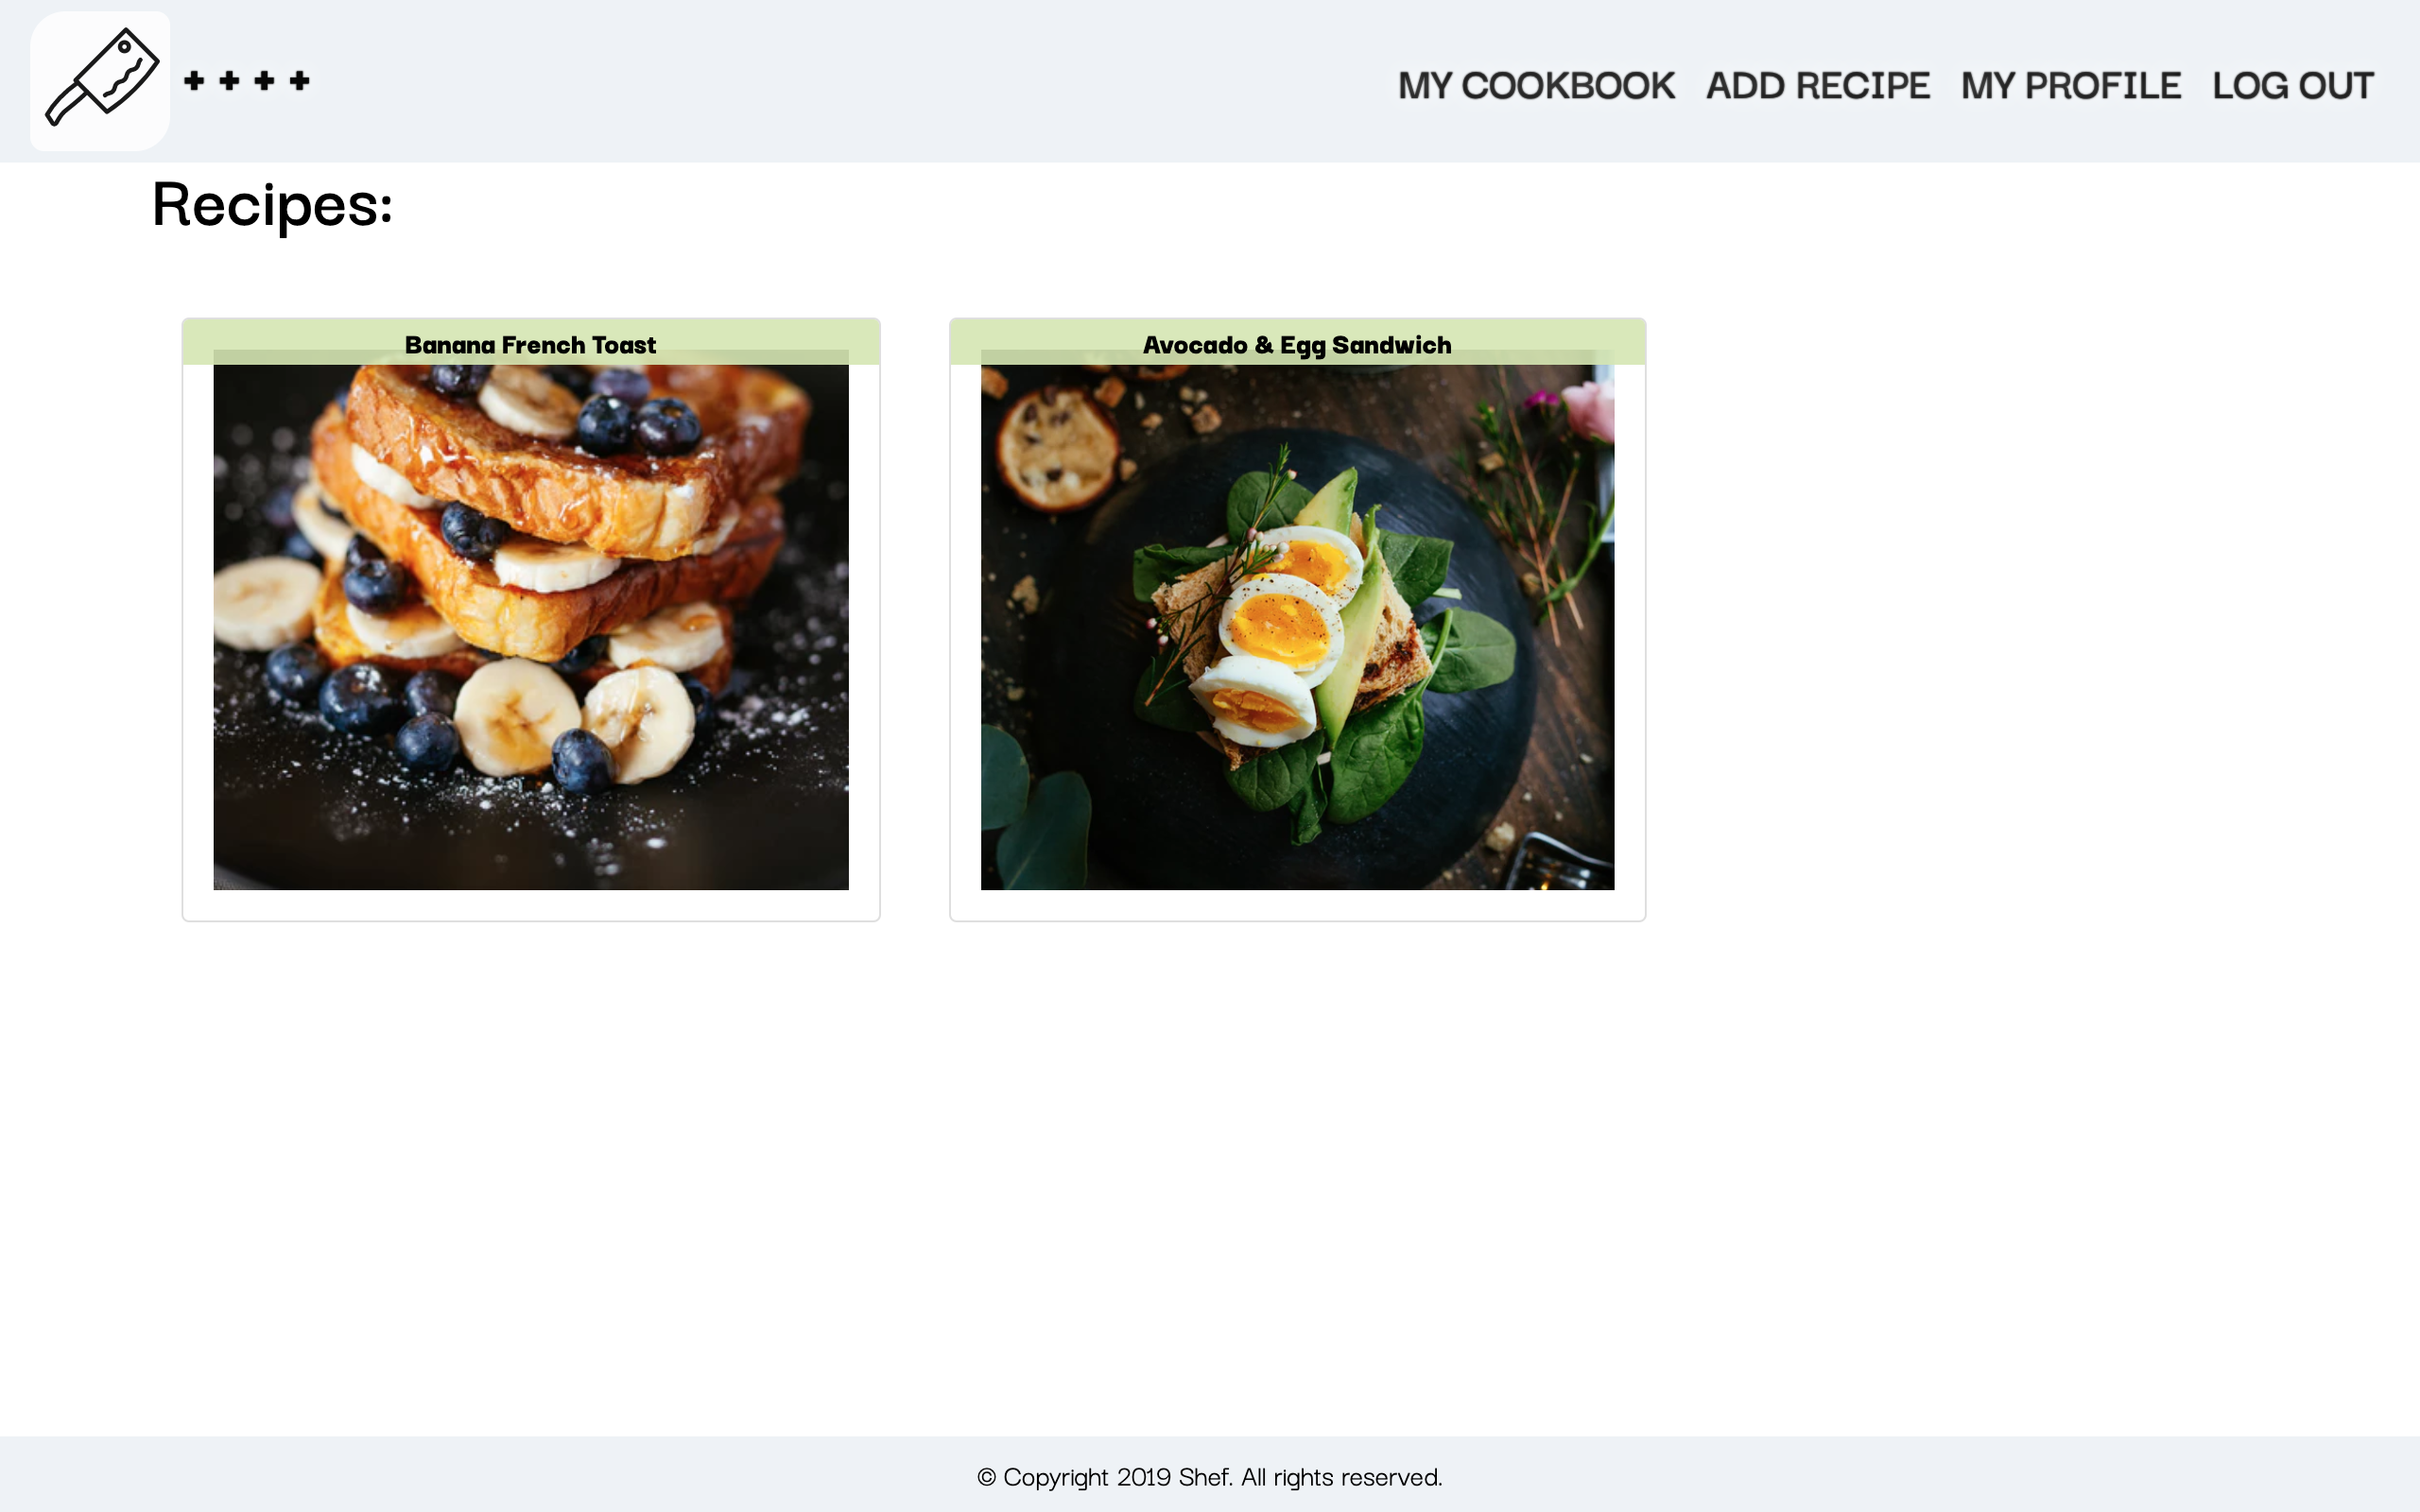 ++++
MY COOKBOOK ADD RECIPE MY PROFILE LOG OUT
Recipes:
Banana French Toast
Avocado & Egg Sandwich
© Copyright 2019 Shef. All rights reserved.